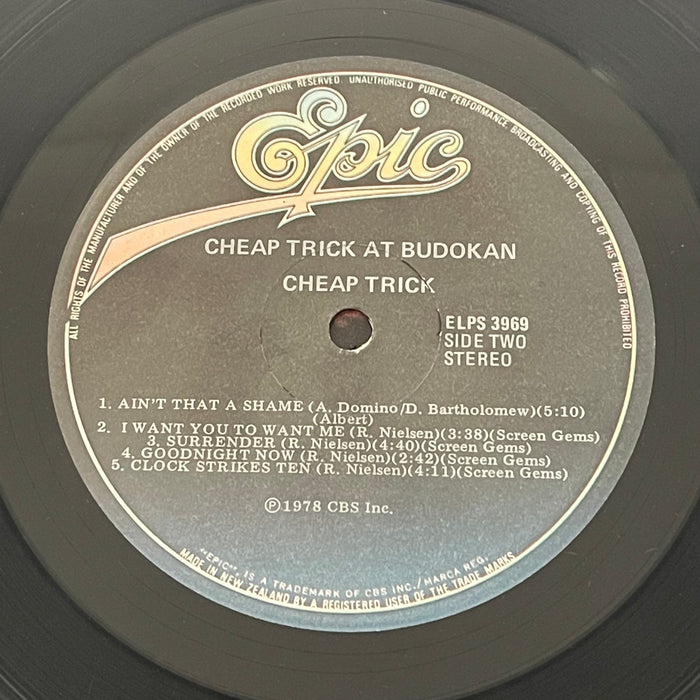 ALL RIGHTS OF THE MANUFACTURER AND OF THE OWNER OF THE RECORDED WORK RESERVED. UNAUTHORISED PUBLIC PERFORMANCE, BROADCASTING AND COPYING OF THIS RECORD PROHIBITED
Epic
CHEAP TRICK AT BUDOKAN
CHEAP TRICK
ELPS 3969
SIDE TWO
STEREO
1. AIN'T THAT A SHAME (A. Domino/D. Bartholomew)(5:10)
(Albert)
2. I WANT YOU TO WANT ME (R. Nielsen)(3:38)(Screen Gems)
3. SURRENDER (R. Nielsen)(4:40)(Screen Gems)
4. GOODNIGHT NOW (R. Nielsen)(2:42)(Screen Gems)
5. CLOCK STRIKES TEN (R. Nielsen)(4:11)(Screen Gems)
Ⓟ1978 CBS Inc.
"EPIC", IS A TRADEMARK OF CBS INC./MARCA REG.
MADE IN NEW ZEALAND BY A REGISTERED USER OF THE TRADE MARKS